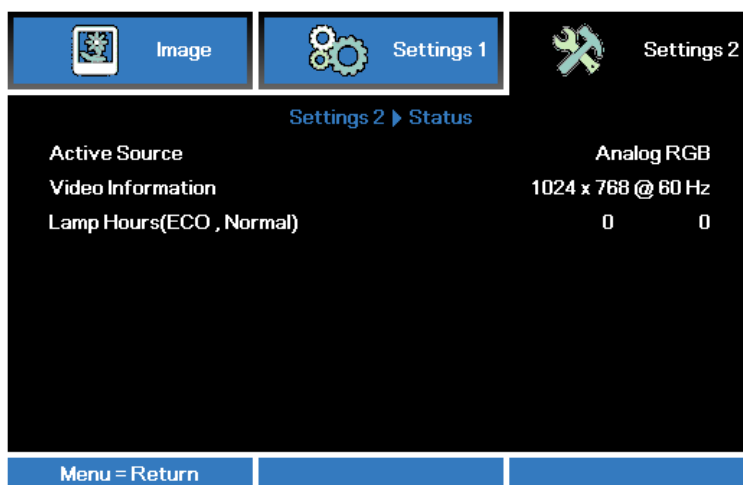 Image Settings 1 Settings 2
Settings 2 ▶ Status
Active Source Analog RGB
Video Information 1024 x 768 @ 60 Hz
Lamp Hours(ECO , Normal) 0 0
Menu = Return